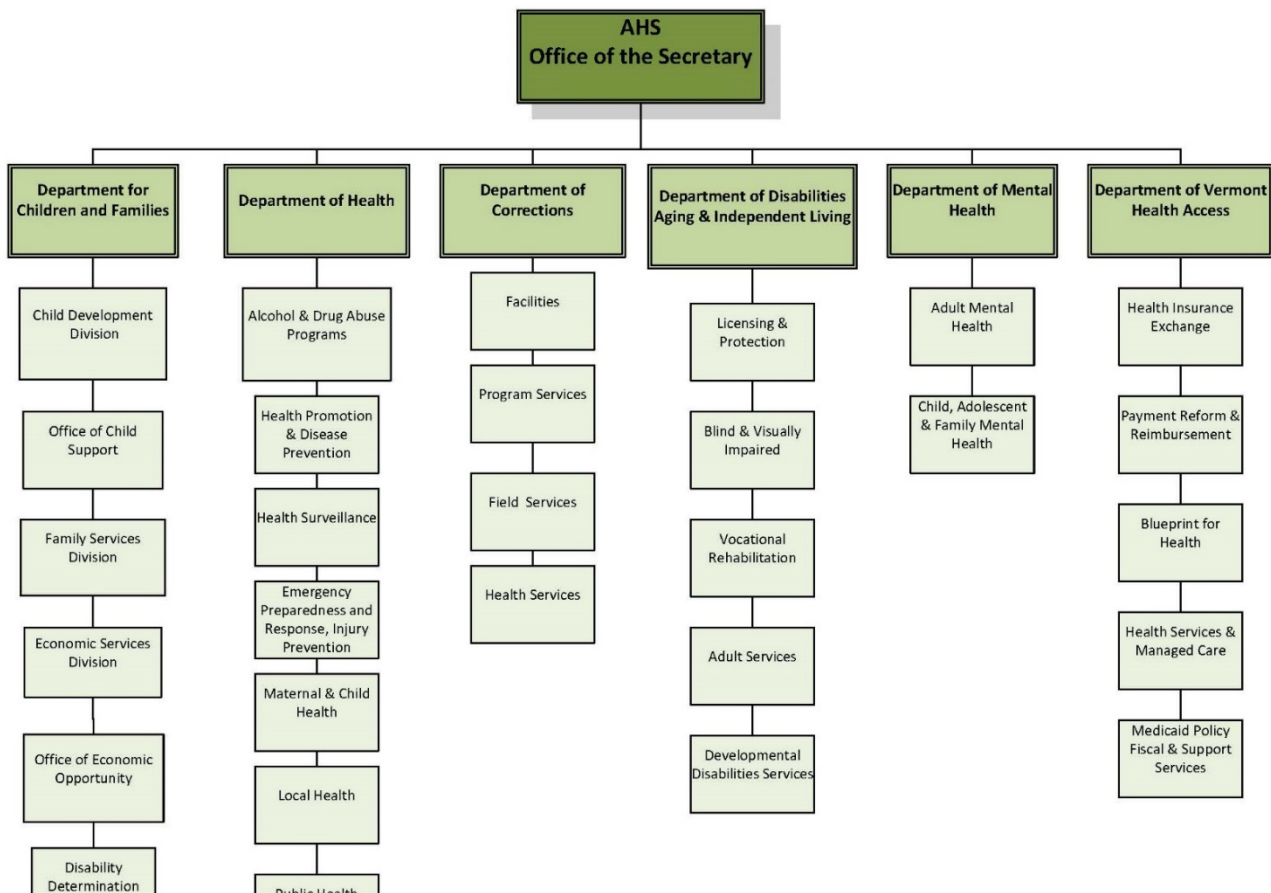 AHS
Office of the Secretary
Department for
Children and Families
Child Development
Division
Office of Child
Support
Family Services
Division
Economic Services
Division
Office of Economic
Opportunity
Disability
Determination
Department of Health
Alcohol & Drug Abuse
Programs
Health Promotion
& Disease
Prevention
Health Surveillance
Emergency
Preparedness and
Response, Injury
Prevention
Maternal & Child
Health
Local Health
Public Health
Department of
Corrections
Facilities
Program Services
Field Services
Health Services
Department of Disabilities
Aging & Independent Living
Licensing &
Protection
Blind & Visually
Impaired
Vocational
Rehabilitation
Adult Services
Developmental
Disabilities Services
Department of Mental
Health
Adult Mental
Health
Child, Adolescent
& Family Mental
Health
Department of Vermont
Health Access
Health Insurance
Exchange
Payment Reform &
Reimbursement
Blueprint for
Health
Health Services &
Managed Care
Medicaid Policy
Fiscal & Support
Services